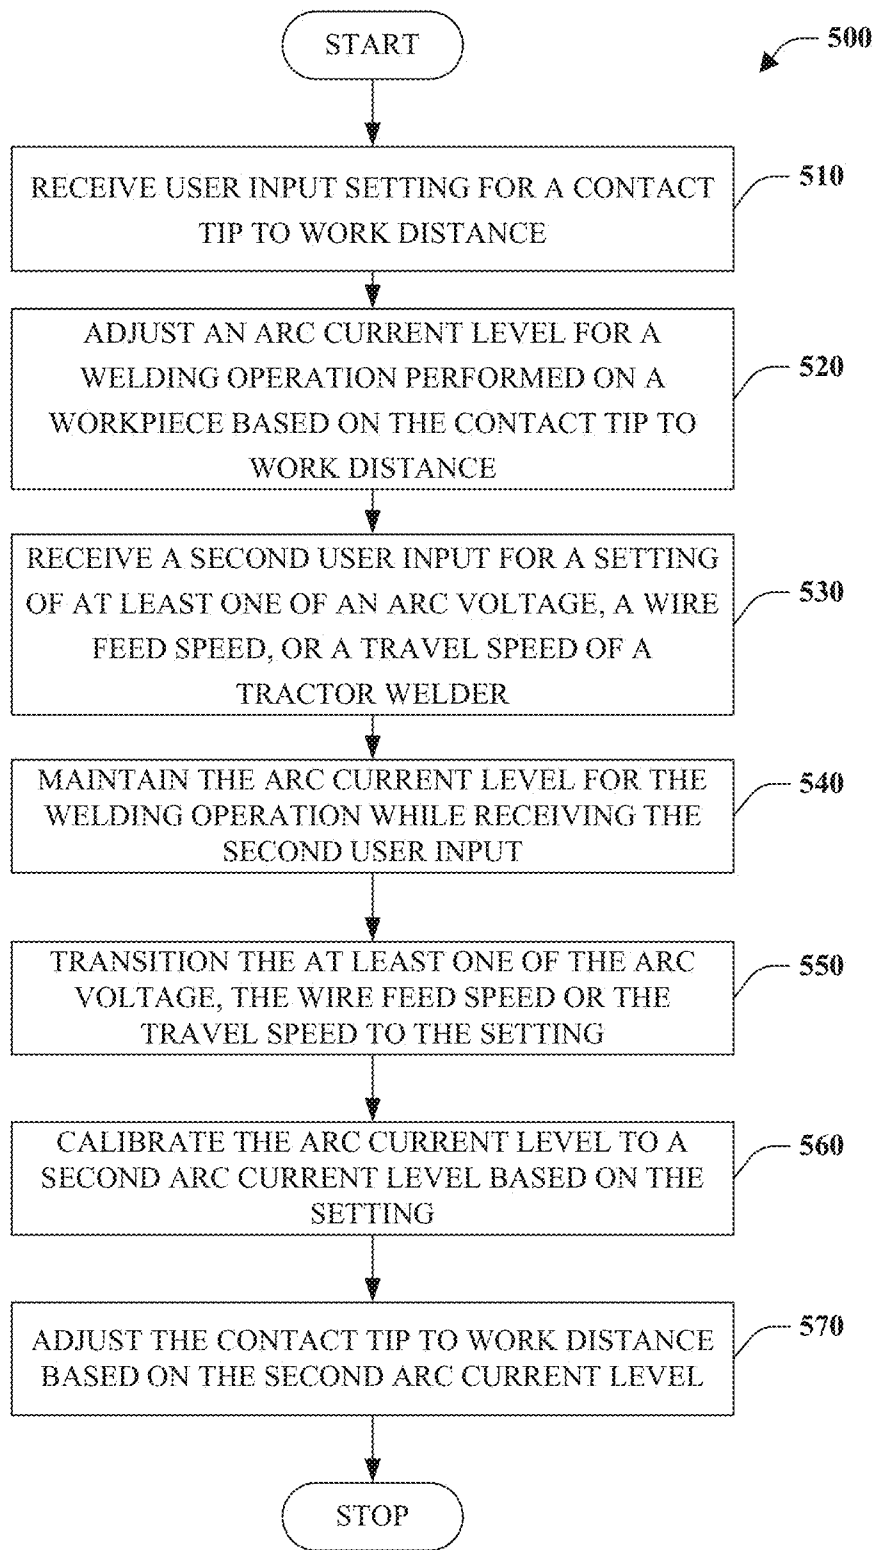 START
500
RECEIVE USER INPUT SETTING FOR A CONTACT
TIP TO WORK DISTANCE
510
ADJUST AN ARC CURRENT LEVEL FOR A
WELDING OPERATION PERFORMED ON A
WORKPIECE BASED ON THE CONTACT TIP TO
WORK DISTANCE
520
RECEIVE A SECOND USER INPUT FOR A SETTING
OF AT LEAST ONE OF AN ARC VOLTAGE, A WIRE
FEED SPEED, OR A TRAVEL SPEED OF A
TRACTOR WELDER
530
MAINTAIN THE ARC CURRENT LEVEL FOR THE
WELDING OPERATION WHILE RECEIVING THE
SECOND USER INPUT
540
TRANSITION THE AT LEAST ONE OF THE ARC
VOLTAGE, THE WIRE FEED SPEED OR THE
TRAVEL SPEED TO THE SETTING
550
CALIBRATE THE ARC CURRENT LEVEL TO A
SECOND ARC CURRENT LEVEL BASED ON THE
SETTING
560
ADJUST THE CONTACT TIP TO WORK DISTANCE
BASED ON THE SECOND ARC CURRENT LEVEL
570
STOP